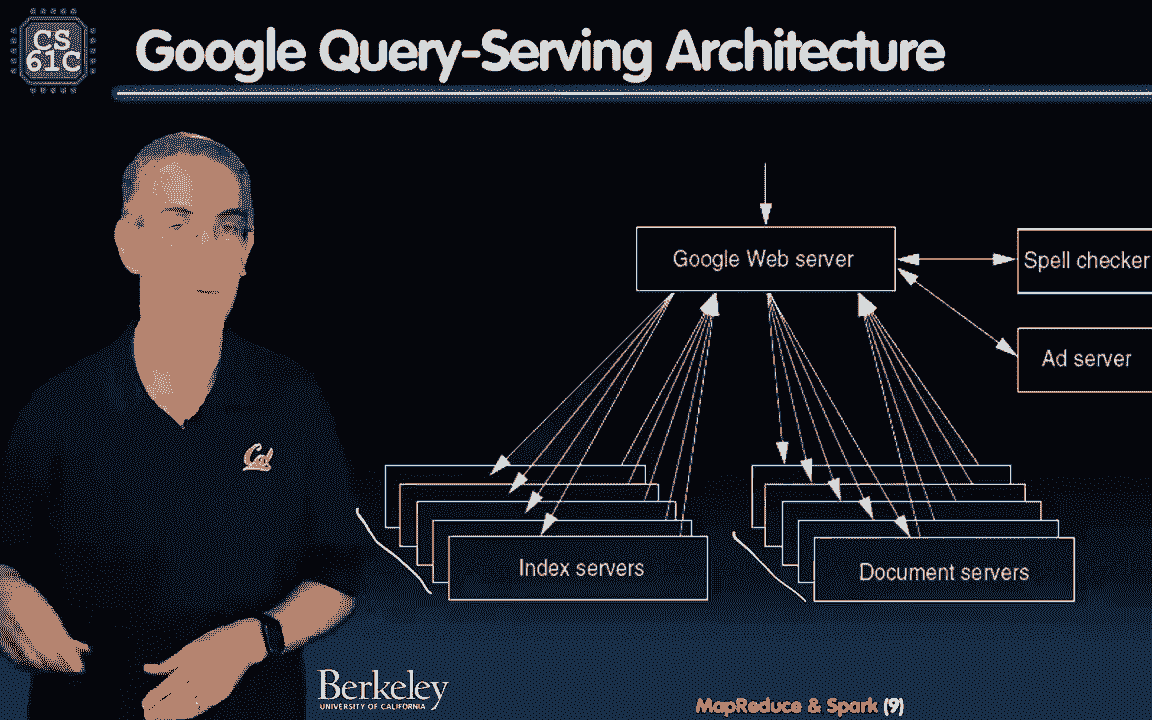 CS
61C
Google Query-Serving Architecture
Google Web server
Spell checker
Ad server
Cal
Index servers
Document servers
Berkeley
UNIVERSITY OF CALIFORNIA
MapReduce & Spark (9)